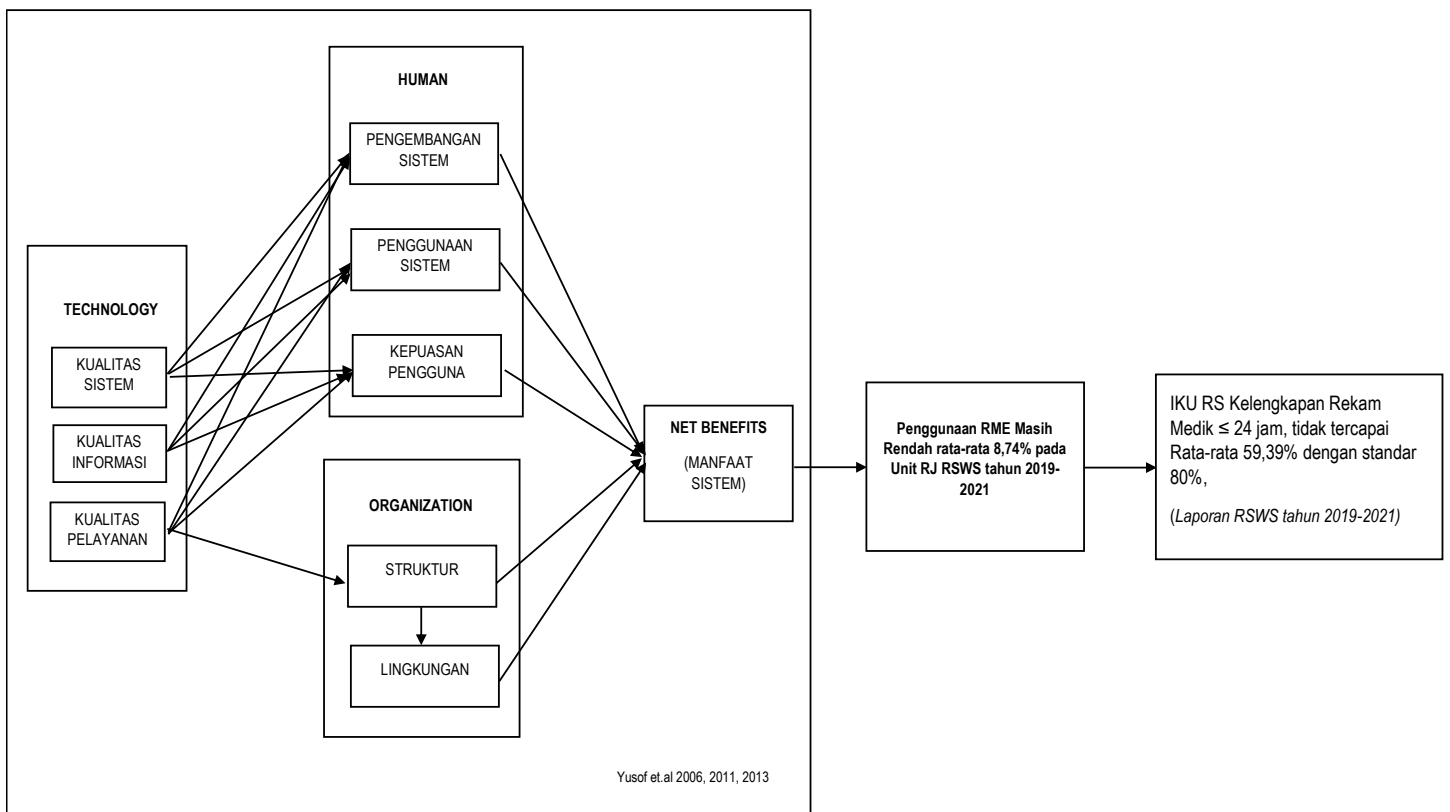 HUMAN
PENGEMBANGAN
SISTEM
PENGGUNAAN
SISTEM
KEPUASAN
PENGGUNA
TECHNOLOGY
KUALITAS
SISTEM
KUALITAS
INFORMASI
KUALITAS
PELAYANAN
ORGANIZATION
STRUKTUR
LINGKUNGAN
NET BENEFITS
(MANFAAT
SISTEM)
Penggunaan RME Masih
Rendah rata-rata 8,74% pada
Unit RJ RSWS tahun 2019-
2021
IKU RS Kelengkapan Rekam
Medik ≤ 24 jam, tidak tercapai
Rata-rata 59,39% dengan standar
80%,
(Laporan RSWS tahun 2019-2021)
Yusof et.al 2006, 2011, 2013